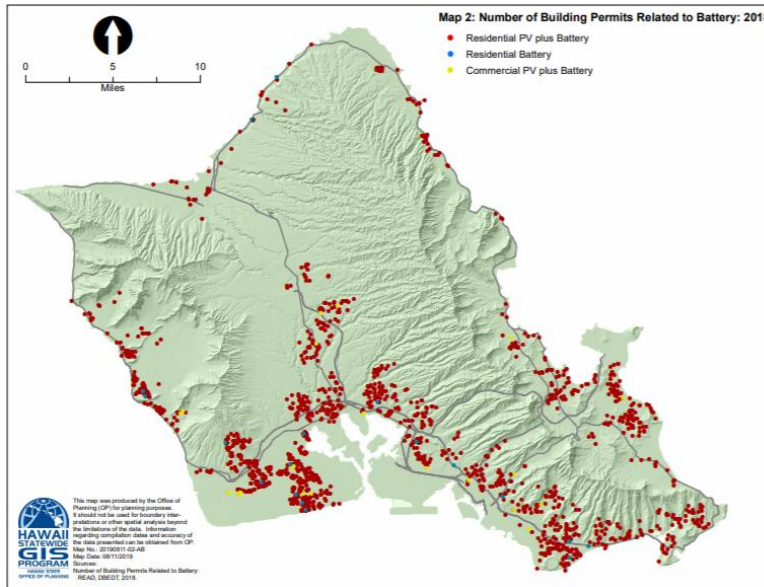 Map 2: Number of Building Permits Related to Battery: 2018
Residential PV plus Battery
Residential Battery
Commercial PV plus Battery
0 5 10
Miles
HAWAII
STATEWIDE
GIS
PROGRAM
HAWAII STATE
OFFICE OF PLANNING
This map was produced by the Office of
Planning (OP) for planning purposes.
It should not be used for boundary inter-
pretations or other spatial analysis beyond
the limitations of the data. Information
regarding compilation dates and accuracy of
the data presented can be obtained from OP.
Map No.: 20190811-02-AB
Map Date: 08/11/2019
Sources:
Number of Building Permits Related to Battery:
READ, DBEDT, 2018.